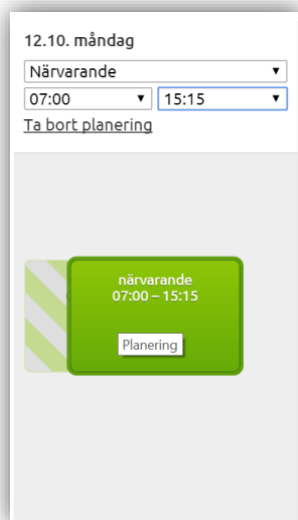 12.10. måndag
Närvarande
07:00 15:15
Ta bort planering
närvarande
07:00 – 15:15
Planering